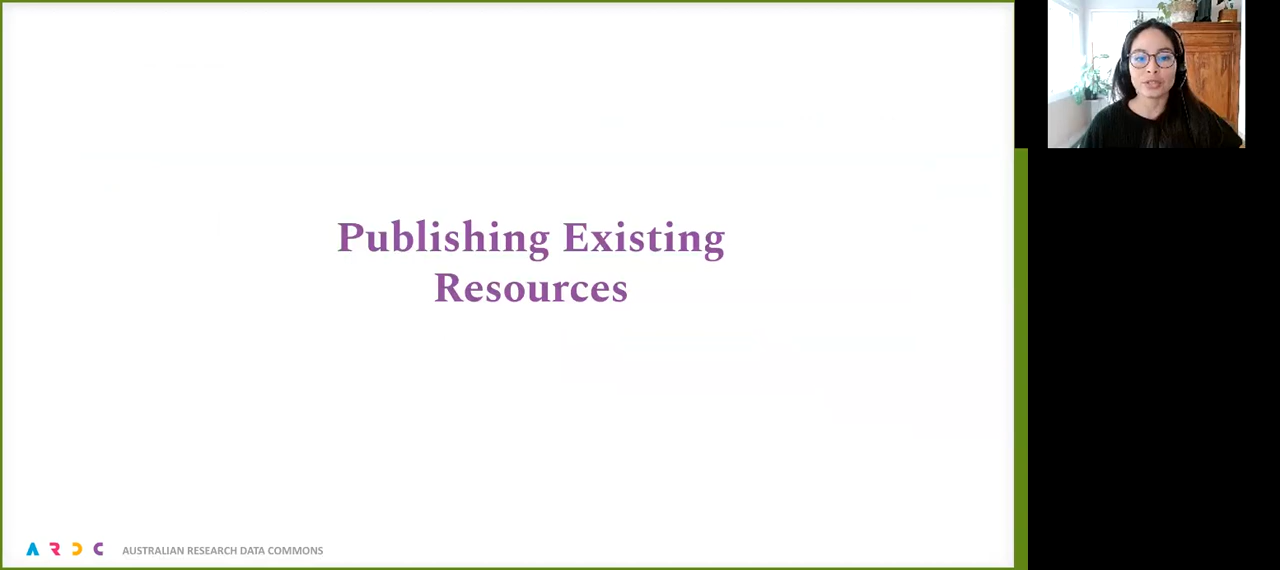 Publishing Existing
Resources
ARDC AUSTRALIAN RESEARCH DATA COMMONS